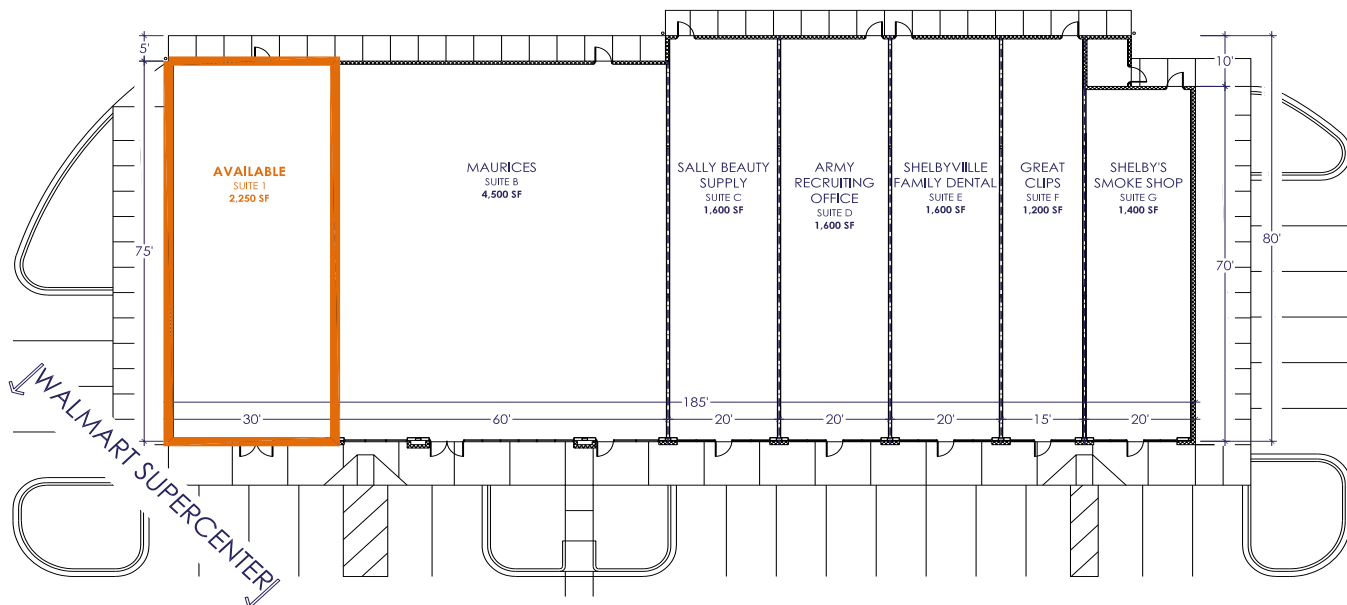 5'
10'
AVAILABLE
SUITE 1
2,250 SF
MAURICES
SUITE B
4,500 SF
SALLY BEAUTY
SUPPLY
SUITE C
1,600 SF
ARMY
RECRUITING
OFFICE
SUITE D
1,600 SF
SHELBYVILLE
FAMILY DENTAL
SUITE E
1,600 SF
GREAT
CLIPS
SUITE F
1,200 SF
SHELBY'S
SMOKE SHOP
SUITE G
1,400 SF
75'
70'
80'
185'
30'
60'
20'
20'
20'
15'
20'
WALMART SUPERCENTER